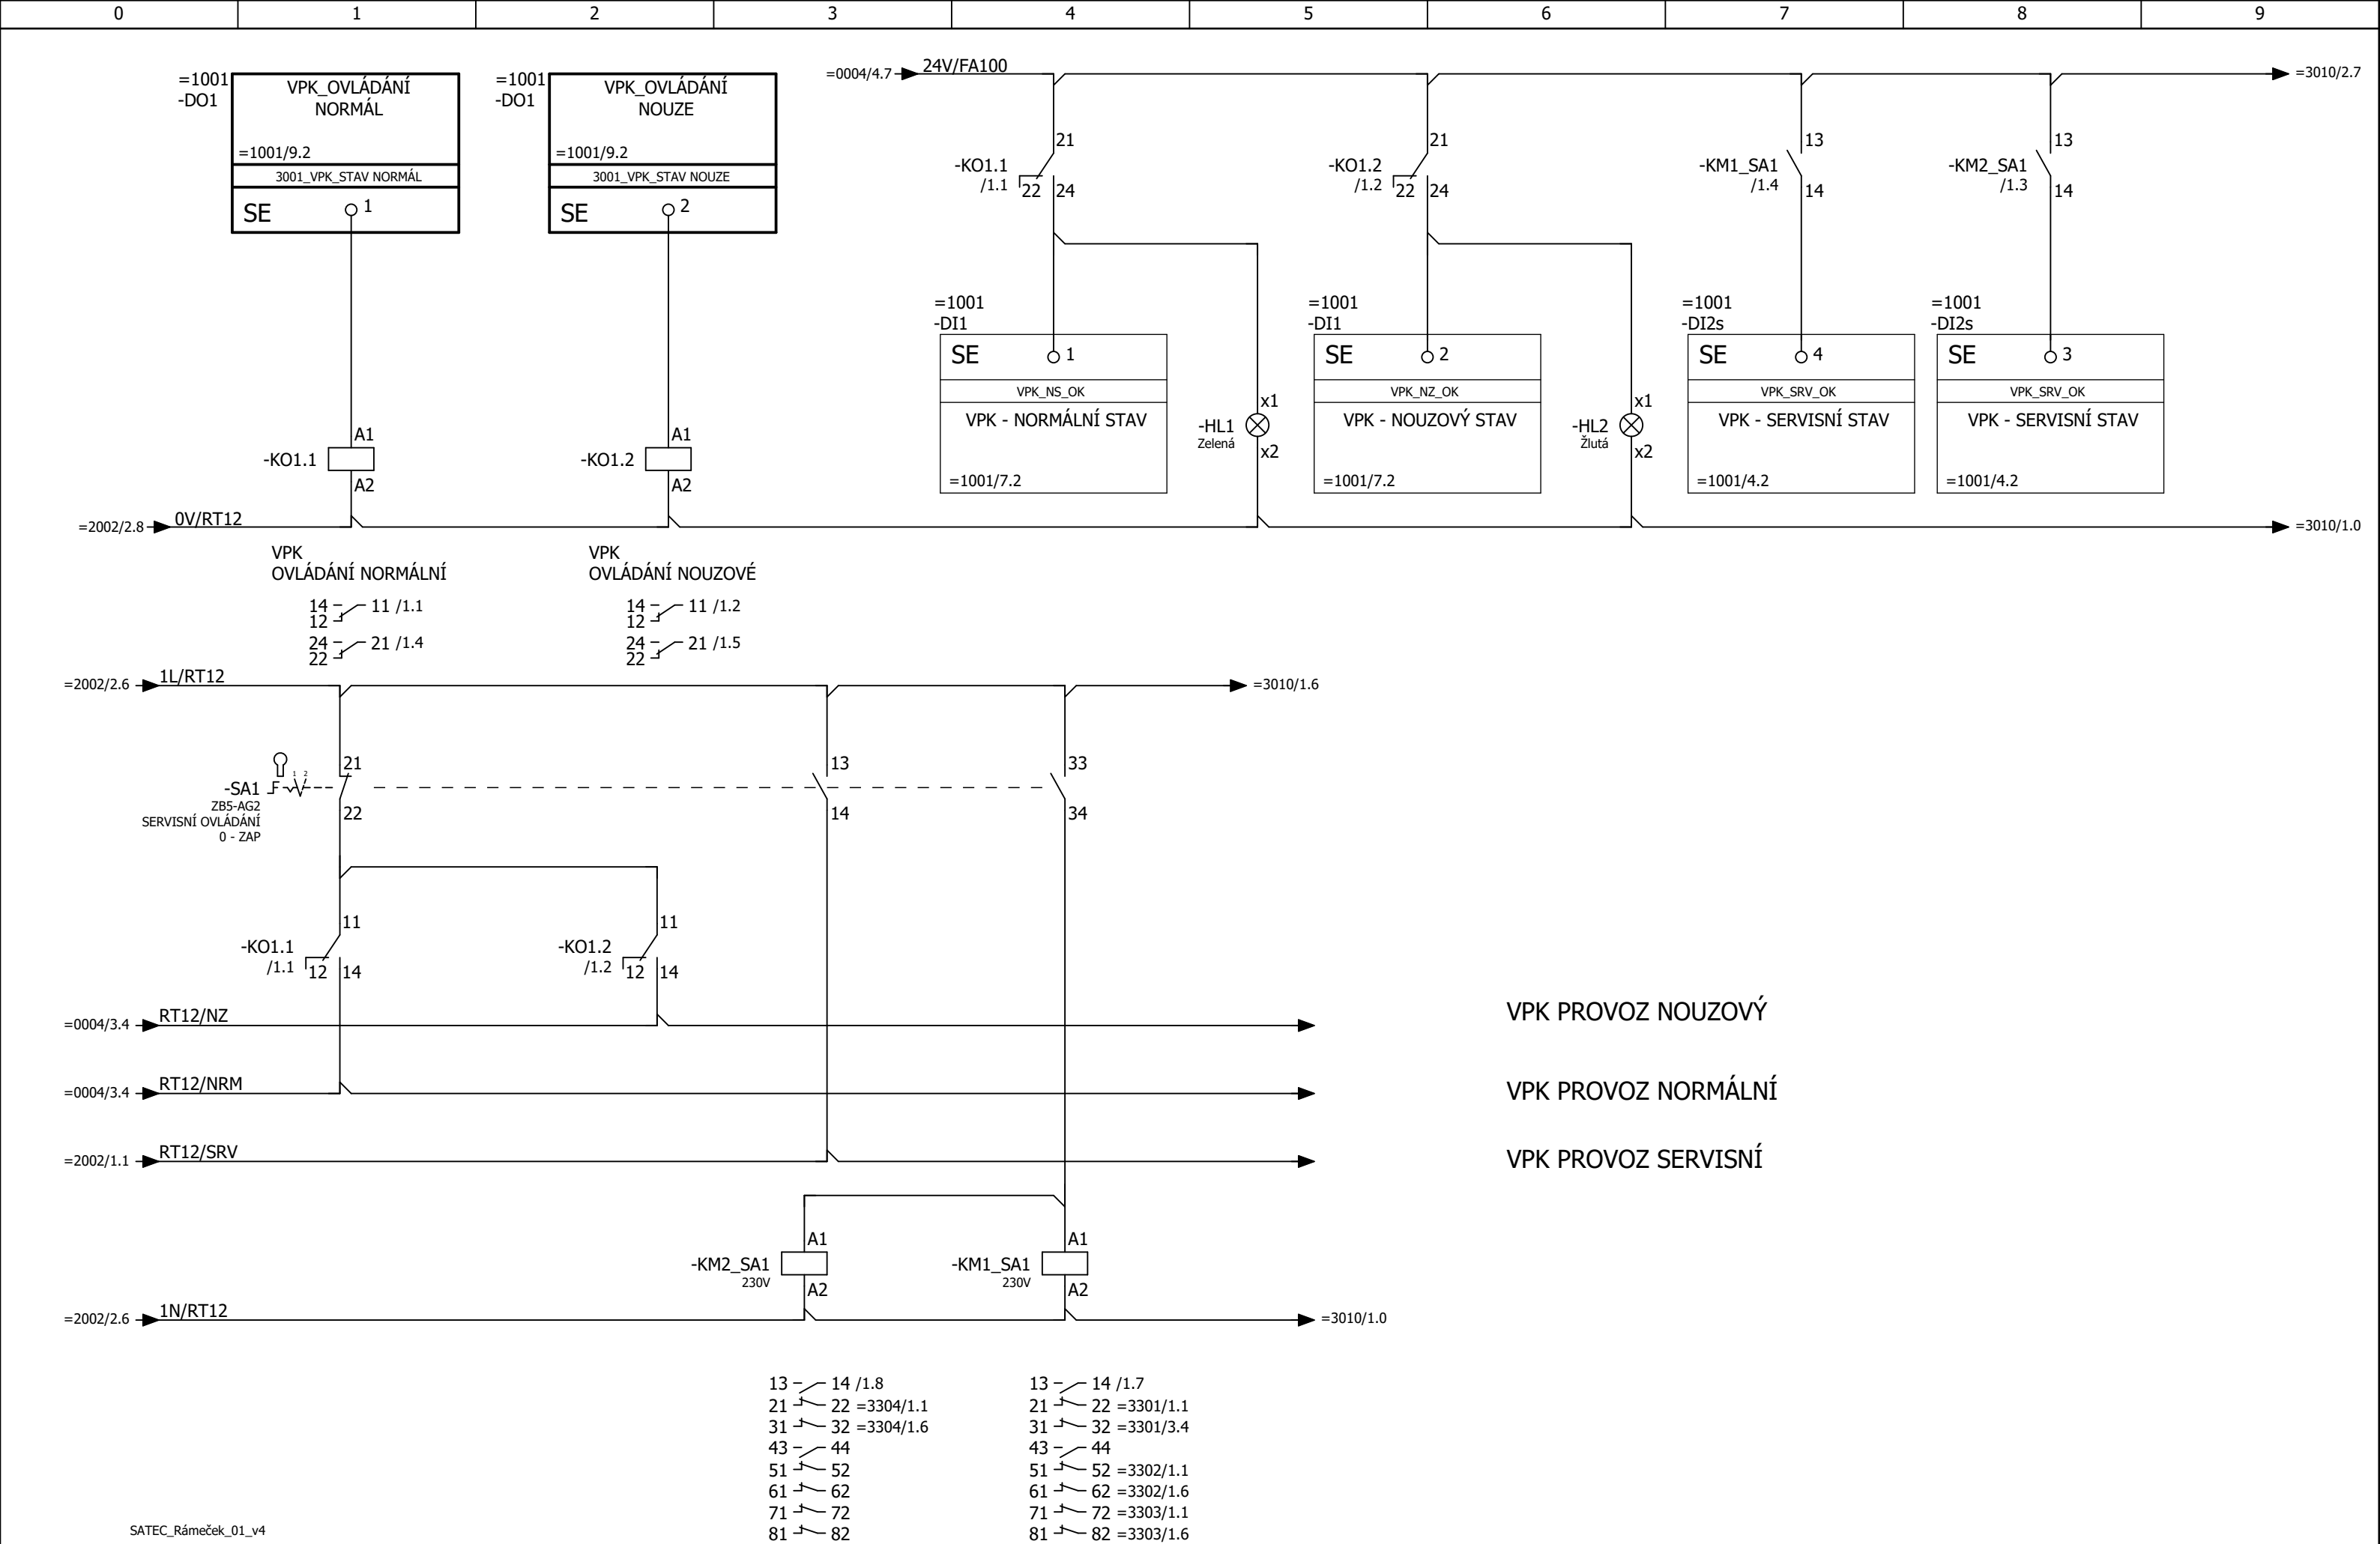 0 1 2 3 4 5 6 7 8 9
=1001
-DO1
VPK_OVLÁDÁNÍ
NORMÁL
=1001/9.2
3001_VPK_STAV NORMÁL
SE 1
=1001
-DO1
VPK_OVLÁDÁNÍ
NOUZE
=1001/9.2
3001_VPK_STAV NOUZE
SE 2
=0004/4.7 24V/FA100 =3010/2.7
21
-KO1.1
/1.1
22 24
21
-KO1.2
/1.2
22 24
13
-KM1_SA1
/1.4
14
13
-KM2_SA1
/1.3
14
=1001
-DI1
SE 1
VPK_NS_OK
VPK - NORMÁLNÍ STAV
=1001/7.2
x1
-HL1
Zelená
x2
=1001
-DI1
SE 2
VPK_NZ_OK
VPK - NOUZOVÝ STAV
=1001/7.2
x1
-HL2
Žlutá
x2
=1001
-DI2s
SE 4
VPK_SRV_OK
VPK - SERVISNÍ STAV
=1001/4.2
=1001
-DI2s
SE 3
VPK_SRV_OK
VPK - SERVISNÍ STAV
=1001/4.2
A1
-KO1.1
A2
A1
-KO1.2
A2
=2002/2.8 0V/RT12 =3010/1.0
VPK
OVLÁDÁNÍ NORMÁLNÍ
14 11 /1.1
12
24 21 /1.4
22
VPK
OVLÁDÁNÍ NOUZOVÉ
14 11 /1.2
12
24 21 /1.5
22
=2002/2.6 1L/RT12 =3010/1.6
21 13 33
1 2
-SA1
ZB5-AG2
SERVISNÍ OVLÁDÁNÍ
0 - ZAP
22 14 34
11
-KO1.1
/1.1
12 14
11
-KO1.2
/1.2
12 14
=0004/3.4 RT12/NZ VPK PROVOZ NOUZOVÝ
=0004/3.4 RT12/NRM VPK PROVOZ NORMÁLNÍ
=2002/1.1 RT12/SRV VPK PROVOZ SERVISNÍ
A1
-KM2_SA1
230V
A2
A1
-KM1_SA1
230V
A2
=2002/2.6 1N/RT12 =3010/1.0
13 14 /1.8
21 22 =3304/1.1
31 32 =3304/1.6
43 44
51 52
61 62
71 72
81 82
13 14 /1.7
21 22 =3301/1.1
31 32 =3301/3.4
43 44
51 52 =3302/1.1
61 62 =3302/1.6
71 72 =3303/1.1
81 82 =3303/1.6
SATEC_Rámeček_01_v4